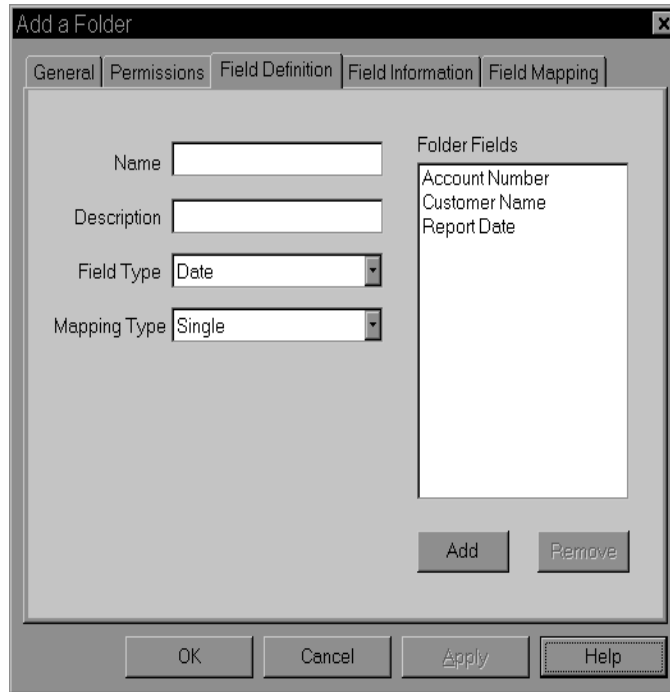 Add a Folder
General Permissions Field Definition Field Information Field Mapping
Folder Fields
Name
Account Number
Customer Name
Report Date
Description
Field Type Date
Mapping Type Single
Add Remove
OK Cancel Apply Help